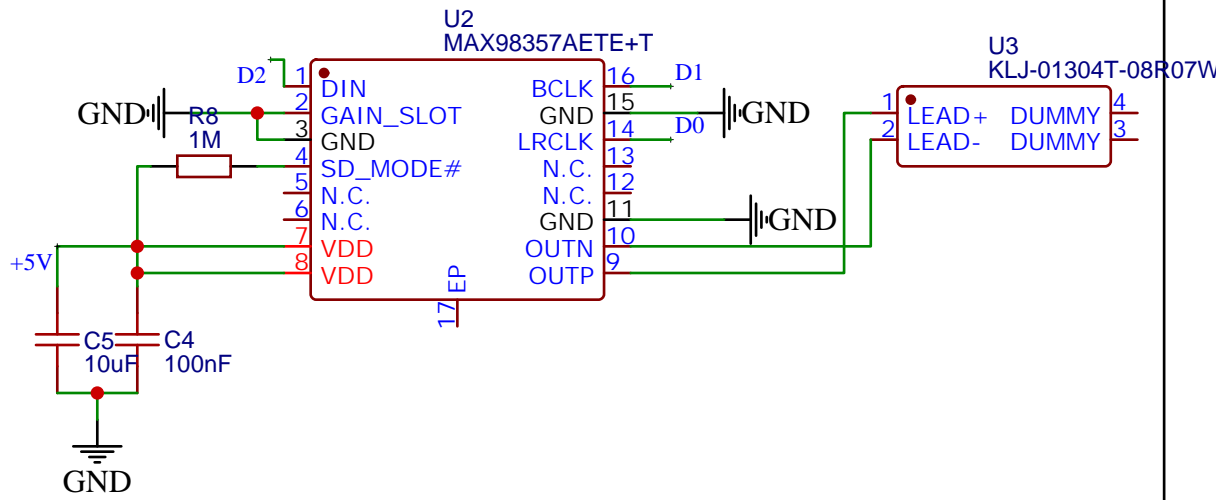 U2
MAX98357AETE+T
U3
KLJ-01304T-08R07W
D2
1
DIN
BCLK
16
D1
GND
2
GAIN_SLOT
GND
15
GND
R8
1M
3
GND
LRCLK
14
D0
4
SD_MODE#
N.C.
13
5
N.C.
N.C.
12
6
N.C.
GND
11
GND
7
VDD
OUTN
10
8
VDD
OUTP
9
EP
17
1
LEAD+
DUMMY
4
2
LEAD-
DUMMY
3
+5V
C5
10uF
C4
100nF
GND